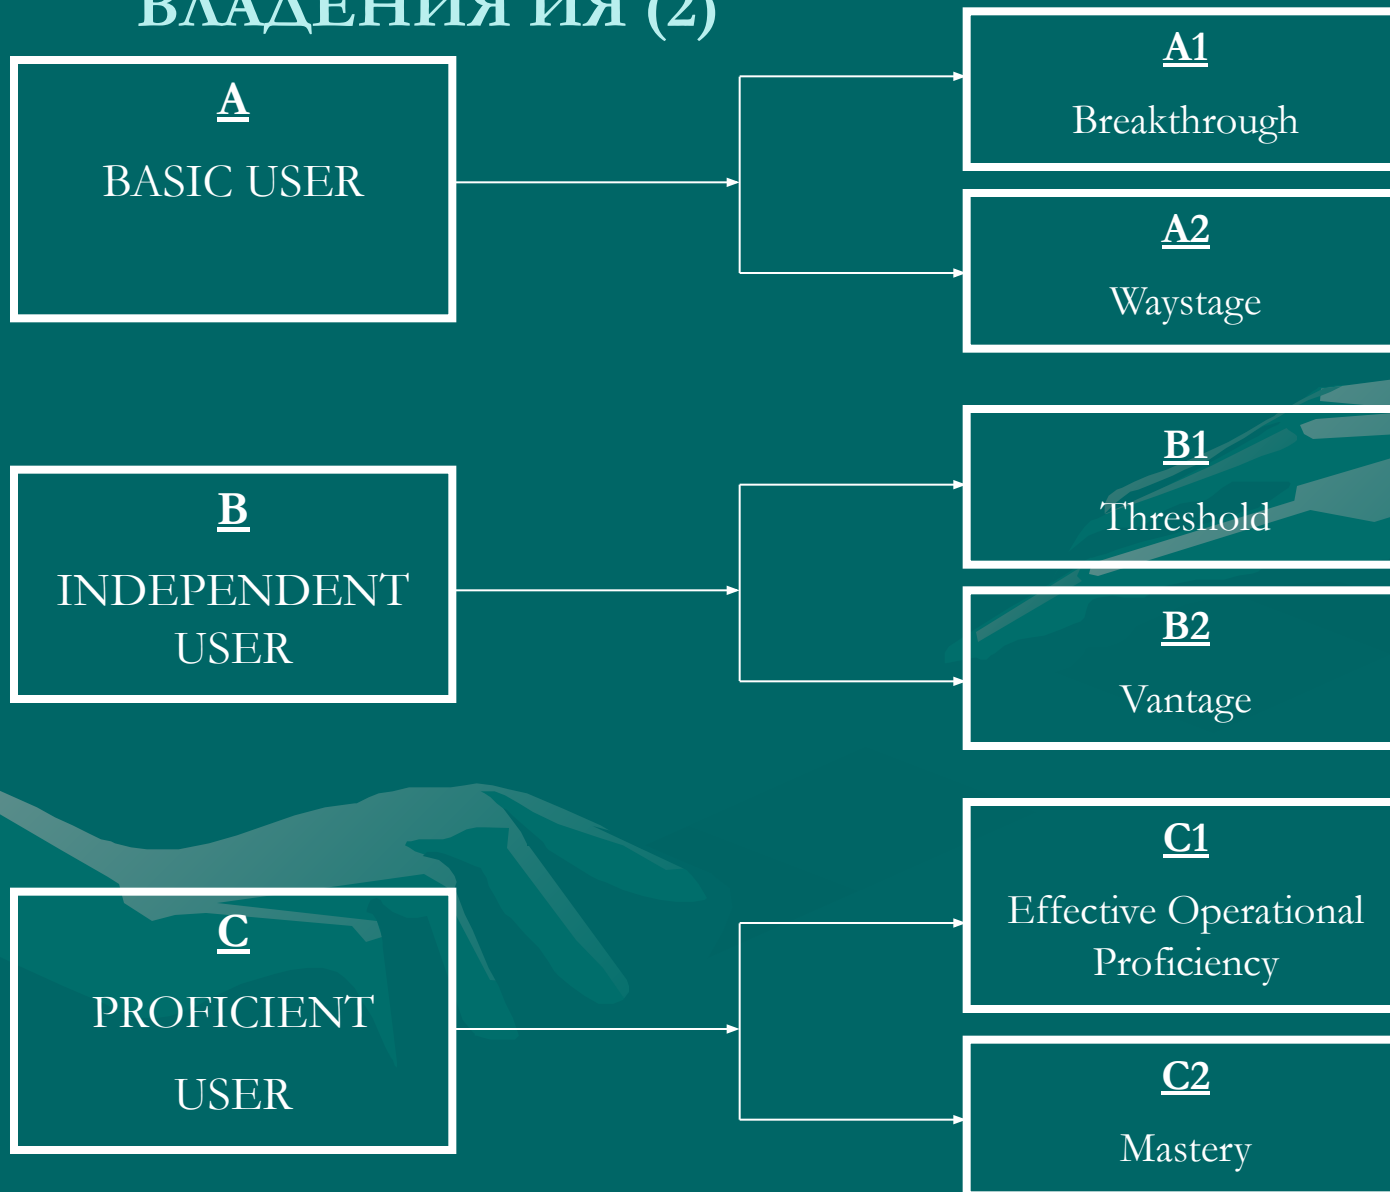 ВЛАДЕНИЯ ИЯ (2)
A
BASIC USER
A1
Breakthrough
A2
Waystage
B
INDEPENDENT
USER
B1
Threshold
B2
Vantage
C
PROFICIENT
USER
C1
Effective Operational
Proficiency
C2
Mastery